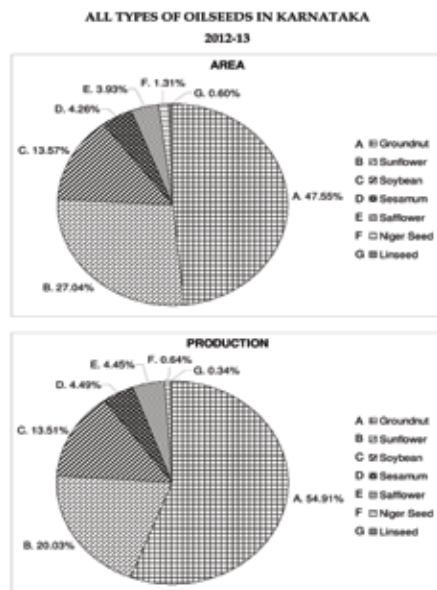 ALL TYPES OF OILSEEDS IN KARNATAKA
2012-13
AREA
F. 1.31%
E. 3.93%
G. 0.60%
D. 4.26%
C. 13.57%
A. 47.55%
B. 27.04%
A Groundnut
B Sunflower
C Soybean
D Sesamum
E Safflower
F Niger Seed
G Linseed
PRODUCTION
F. 0.64%
E. 4.45%
G. 0.34%
D. 4.49%
C. 13.51%
A. 54.91%
B. 20.03%
A Groundnut
B Sunflower
C Soybean
D Sesamum
E Safflower
F Niger Seed
G Linseed